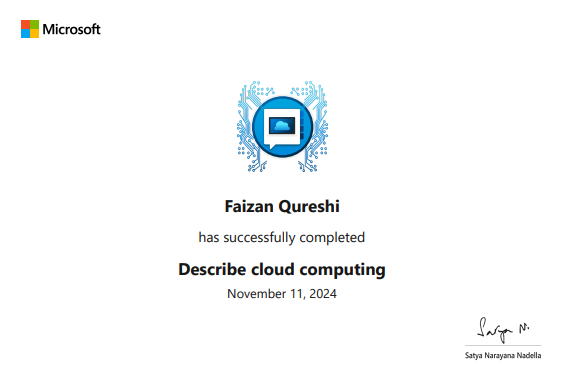 Microsoft
Faizan Qureshi
has successfully completed
Describe cloud computing
November 11, 2024
Satya N.
Satya Narayana Nadella